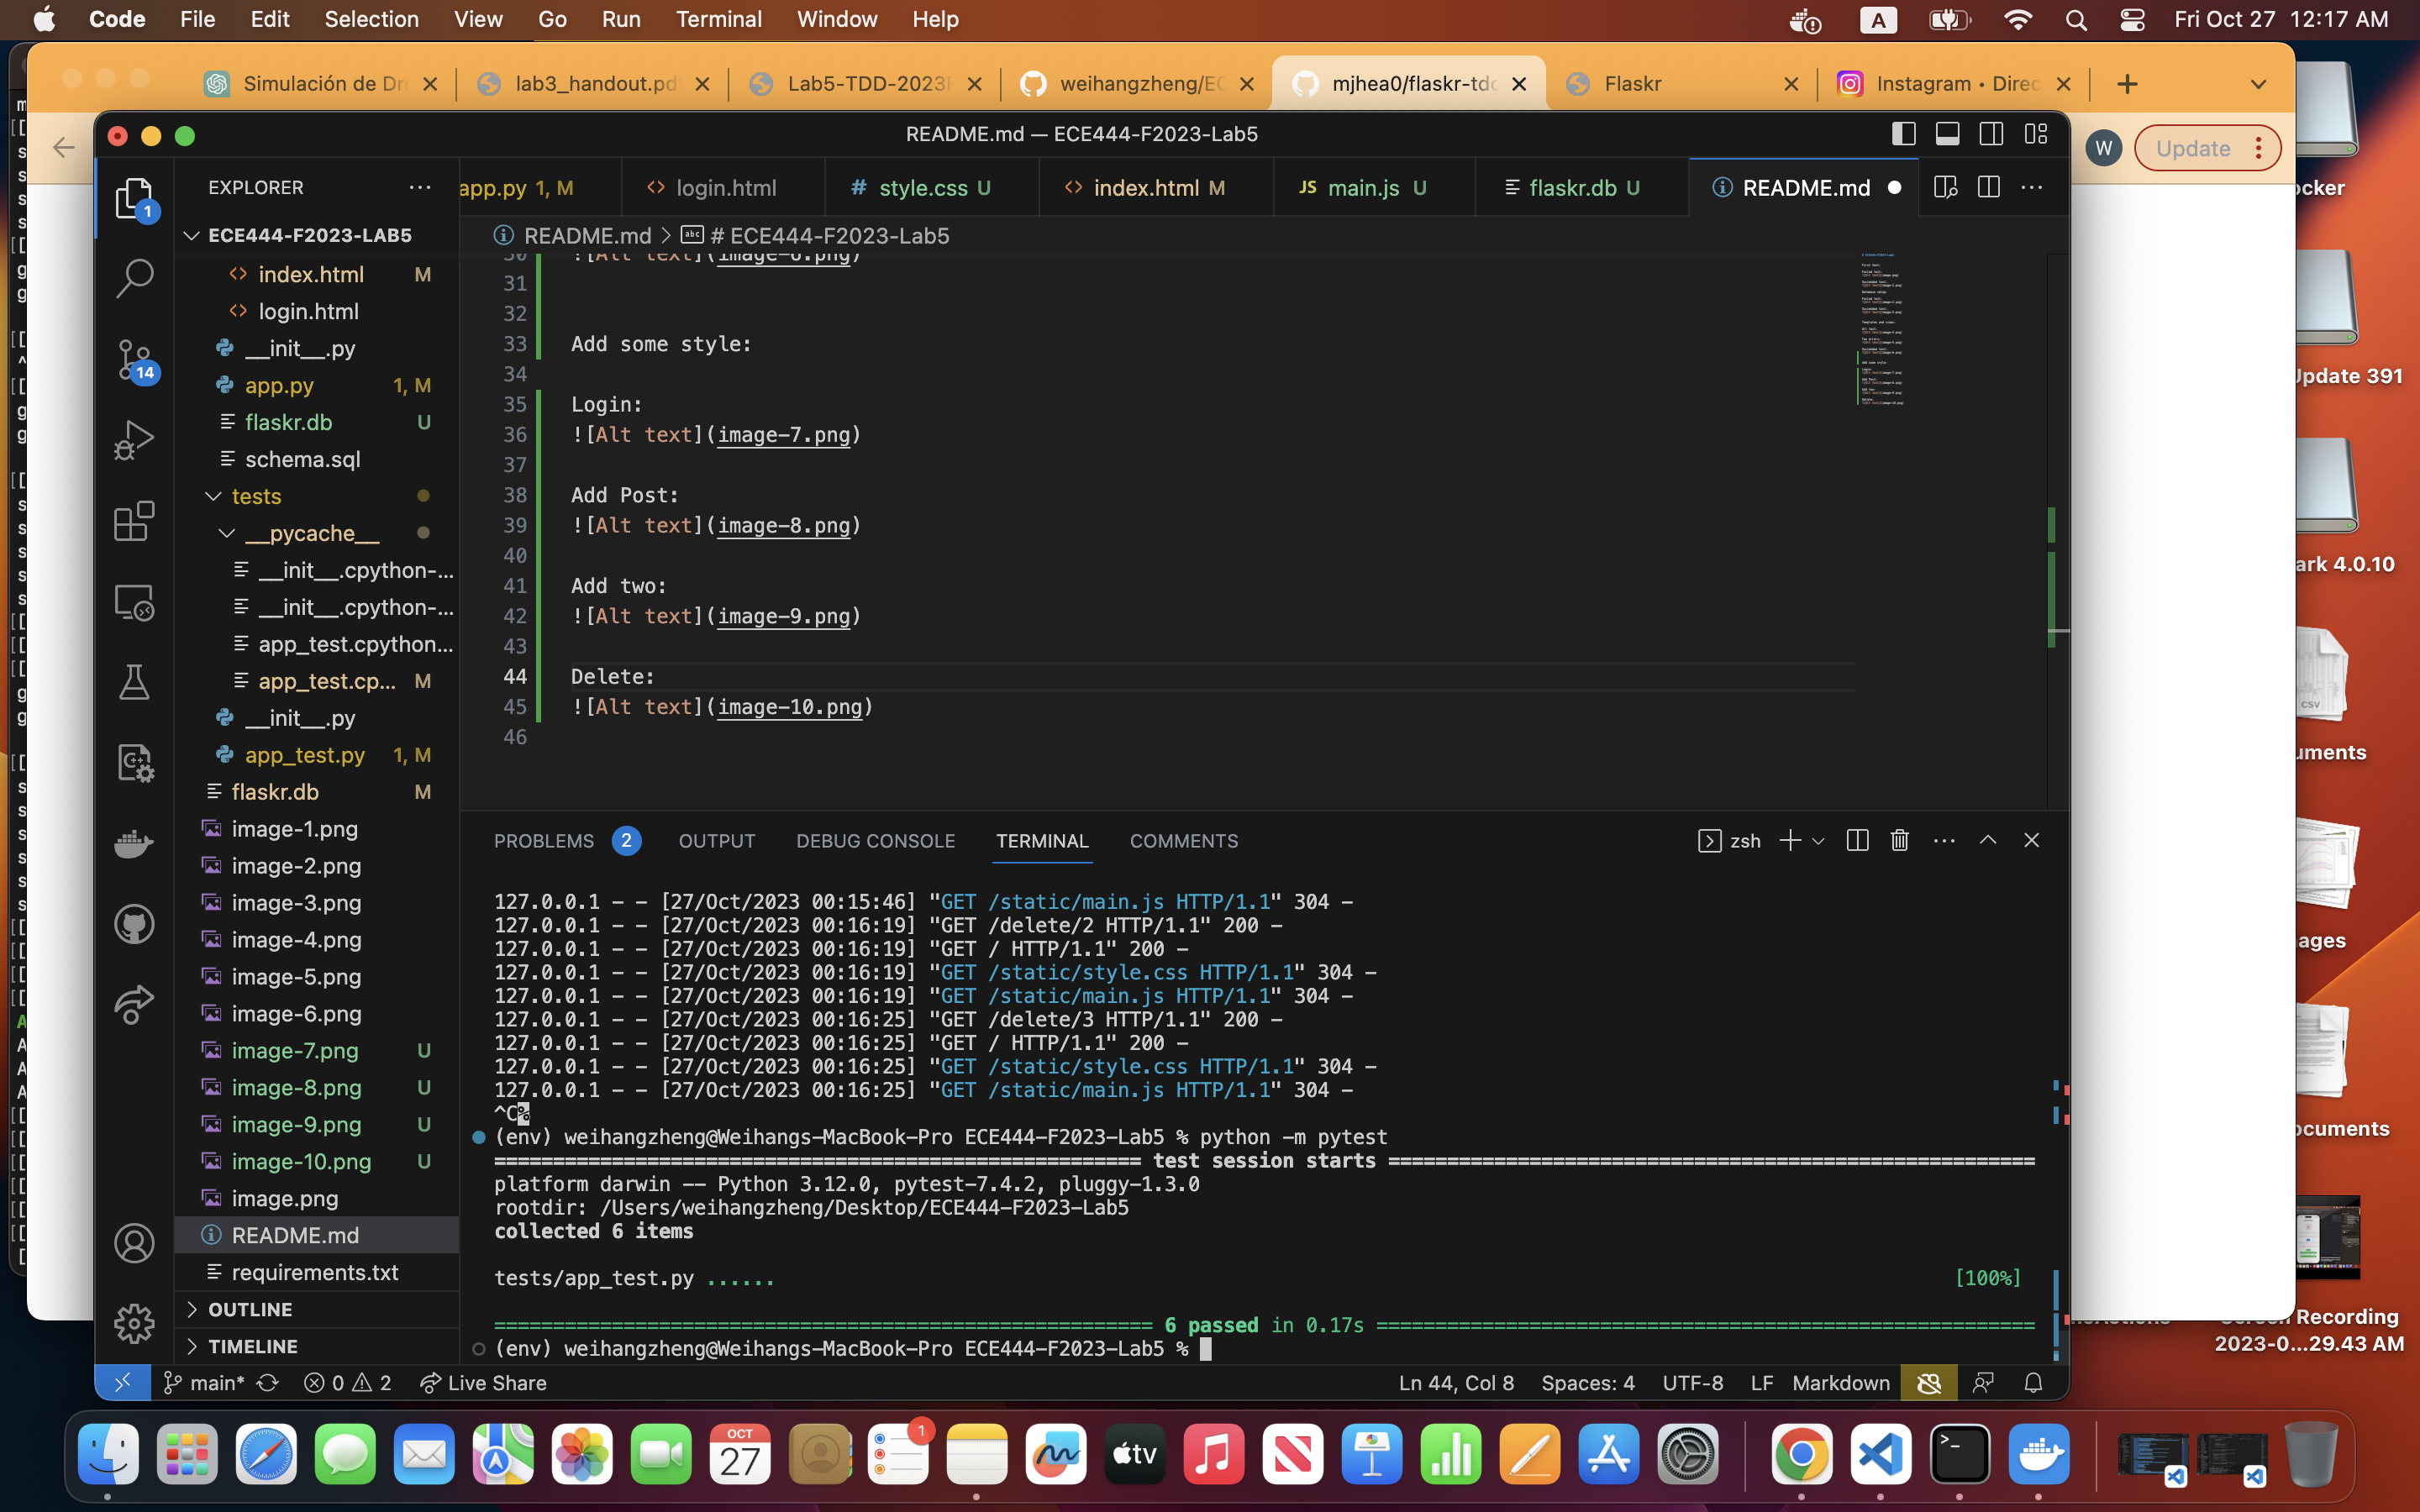 Code File Edit Selection View Go Run Terminal Window Help A Fri Oct 27 12:17 AM
Simulación de Dr lab3_handout.pd Lab5-TDD-2023 weihangzheng/EC mjhea0/flaskr-tdd Flaskr Instagram • Direc
README.md — ECE444-F2023-Lab5
W Update
EXPLORER
app.py 1, M login.html # style.css U index.html M JS main.js U flaskr.db U README.md
ECE444-F2023-LAB5
index.html M
login.html
__init__.py
app.py 1, M
flaskr.db U
schema.sql
tests
__pycache__
__init__.cpython-...
__init__.cpython-...
app_test.cpython...
app_test.cp... M
__init__.py
app_test.py 1, M
flaskr.db M
image-1.png
image-2.png
image-3.png
image-4.png
image-5.png
image-6.png
image-7.png U
image-8.png U
image-9.png U
image-10.png U
image.png
README.md
requirements.txt
OUTLINE
TIMELINE
1
14
README.md > abc # ECE444-F2023-Lab5
30 ![Alt text](image-6.png)
31
32
33 Add some style:
34
35 Login:
36 ![Alt text](image-7.png)
37
38 Add Post:
39 ![Alt text](image-8.png)
40
41 Add two:
42 ![Alt text](image-9.png)
43
44 Delete:
45 ![Alt text](image-10.png)
46
PROBLEMS 2 OUTPUT DEBUG CONSOLE TERMINAL COMMENTS zsh
127.0.0.1 - - [27/Oct/2023 00:15:46] "GET /static/main.js HTTP/1.1" 304 -
127.0.0.1 - - [27/Oct/2023 00:16:19] "GET /delete/2 HTTP/1.1" 200 -
127.0.0.1 - - [27/Oct/2023 00:16:19] "GET / HTTP/1.1" 200 -
127.0.0.1 - - [27/Oct/2023 00:16:19] "GET /static/style.css HTTP/1.1" 304 -
127.0.0.1 - - [27/Oct/2023 00:16:19] "GET /static/main.js HTTP/1.1" 304 -
127.0.0.1 - - [27/Oct/2023 00:16:25] "GET /delete/3 HTTP/1.1" 200 -
127.0.0.1 - - [27/Oct/2023 00:16:25] "GET / HTTP/1.1" 200 -
127.0.0.1 - - [27/Oct/2023 00:16:25] "GET /static/style.css HTTP/1.1" 304 -
127.0.0.1 - - [27/Oct/2023 00:16:25] "GET /static/main.js HTTP/1.1" 304 -
^C%
(env) weihangzheng@Weihangs-MacBook-Pro ECE444-F2023-Lab5 % python -m pytest
======================================================= test session starts =======================================================
platform darwin -- Python 3.12.0, pytest-7.4.2, pluggy-1.3.0
rootdir: /Users/weihangzheng/Desktop/ECE444-F2023-Lab5
collected 6 items
tests/app_test.py ...... [100%]
======================================================== 6 passed in 0.17s ========================================================
(env) weihangzheng@Weihangs-MacBook-Pro ECE444-F2023-Lab5 %
main* 0 2 Live Share Ln 44, Col 8 Spaces: 4 UTF-8 LF Markdown
ocker
Update 391
ark 4.0.10
CSV
uments
ages
ocuments
Screen Recording
2023-0...29.43 AM
OCT
27
1
tv